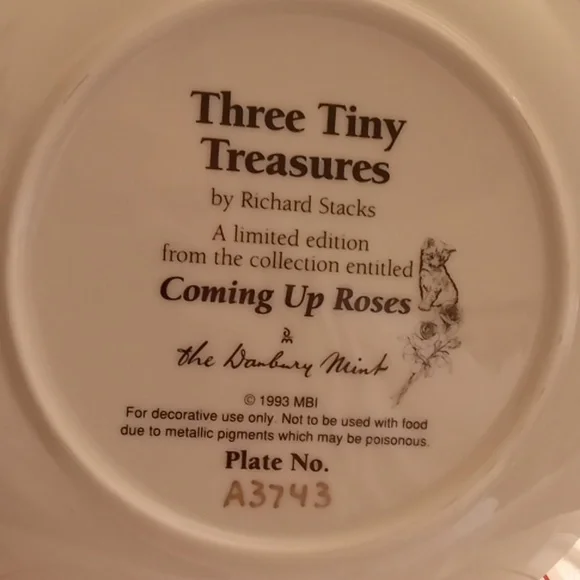 Three Tiny
Treasures
by Richard Stacks
A limited edition
from the collection entitled
Coming Up Roses
DM
the Danbury Mint
© 1993 MBI
For decorative use only. Not to be used with food
due to metallic pigments which may be poisonous.
Plate No.
A3743